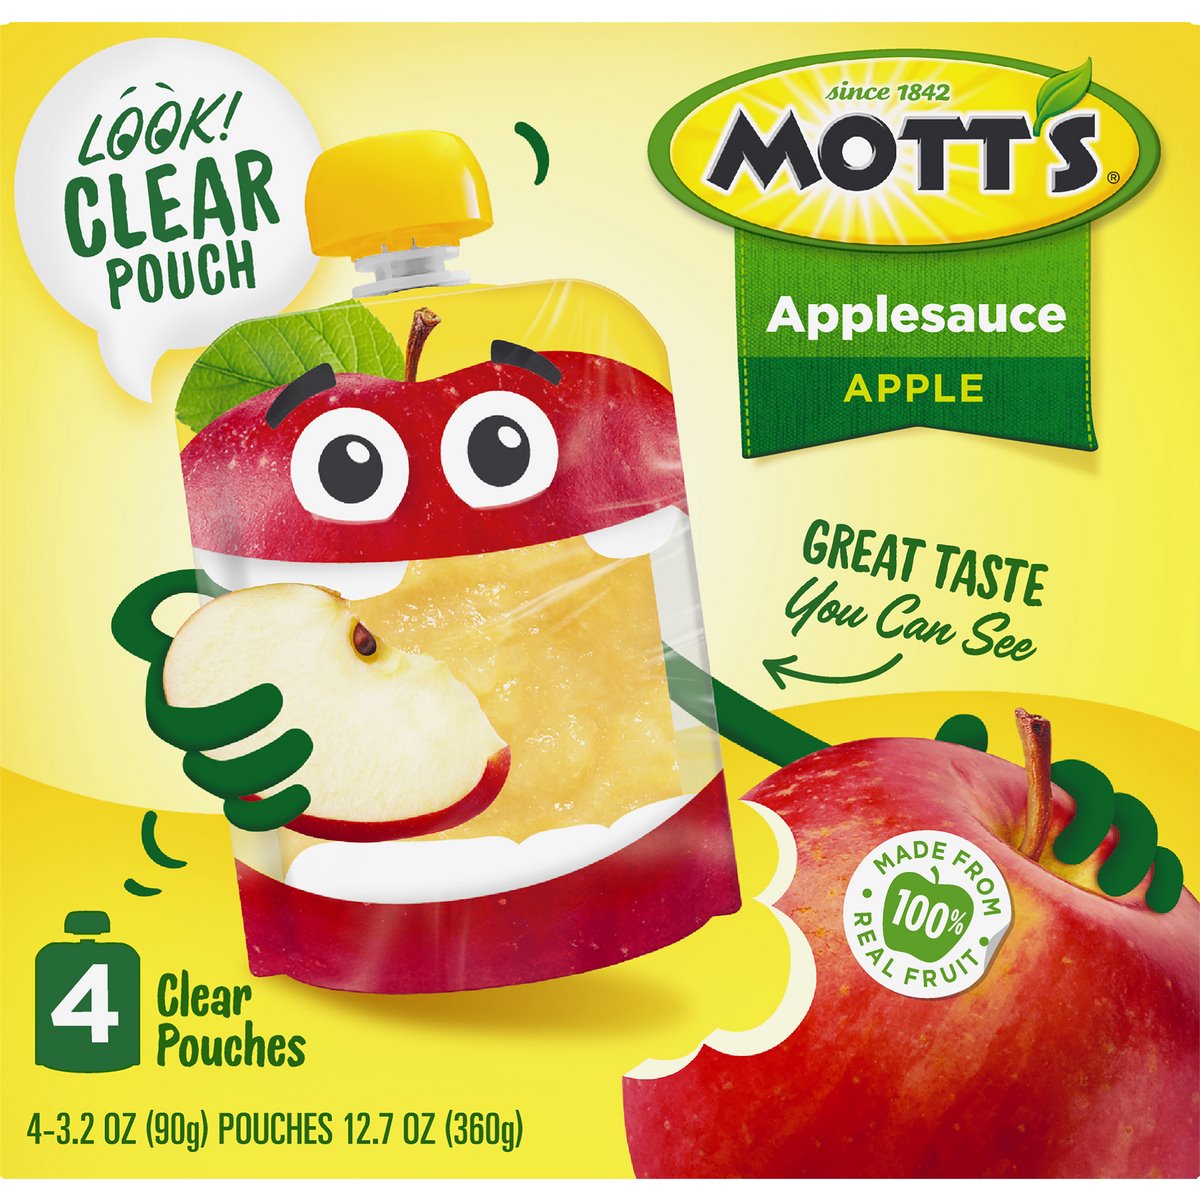 LOOK!
CLEAR
POUCH
since 1842
MOTT'S®
Applesauce
APPLE
GREAT TASTE
You Can See
MADE FROM
100%
REAL FRUIT
4
Clear
Pouches
4-3.2 OZ (90g) POUCHES 12.7 OZ (360g)